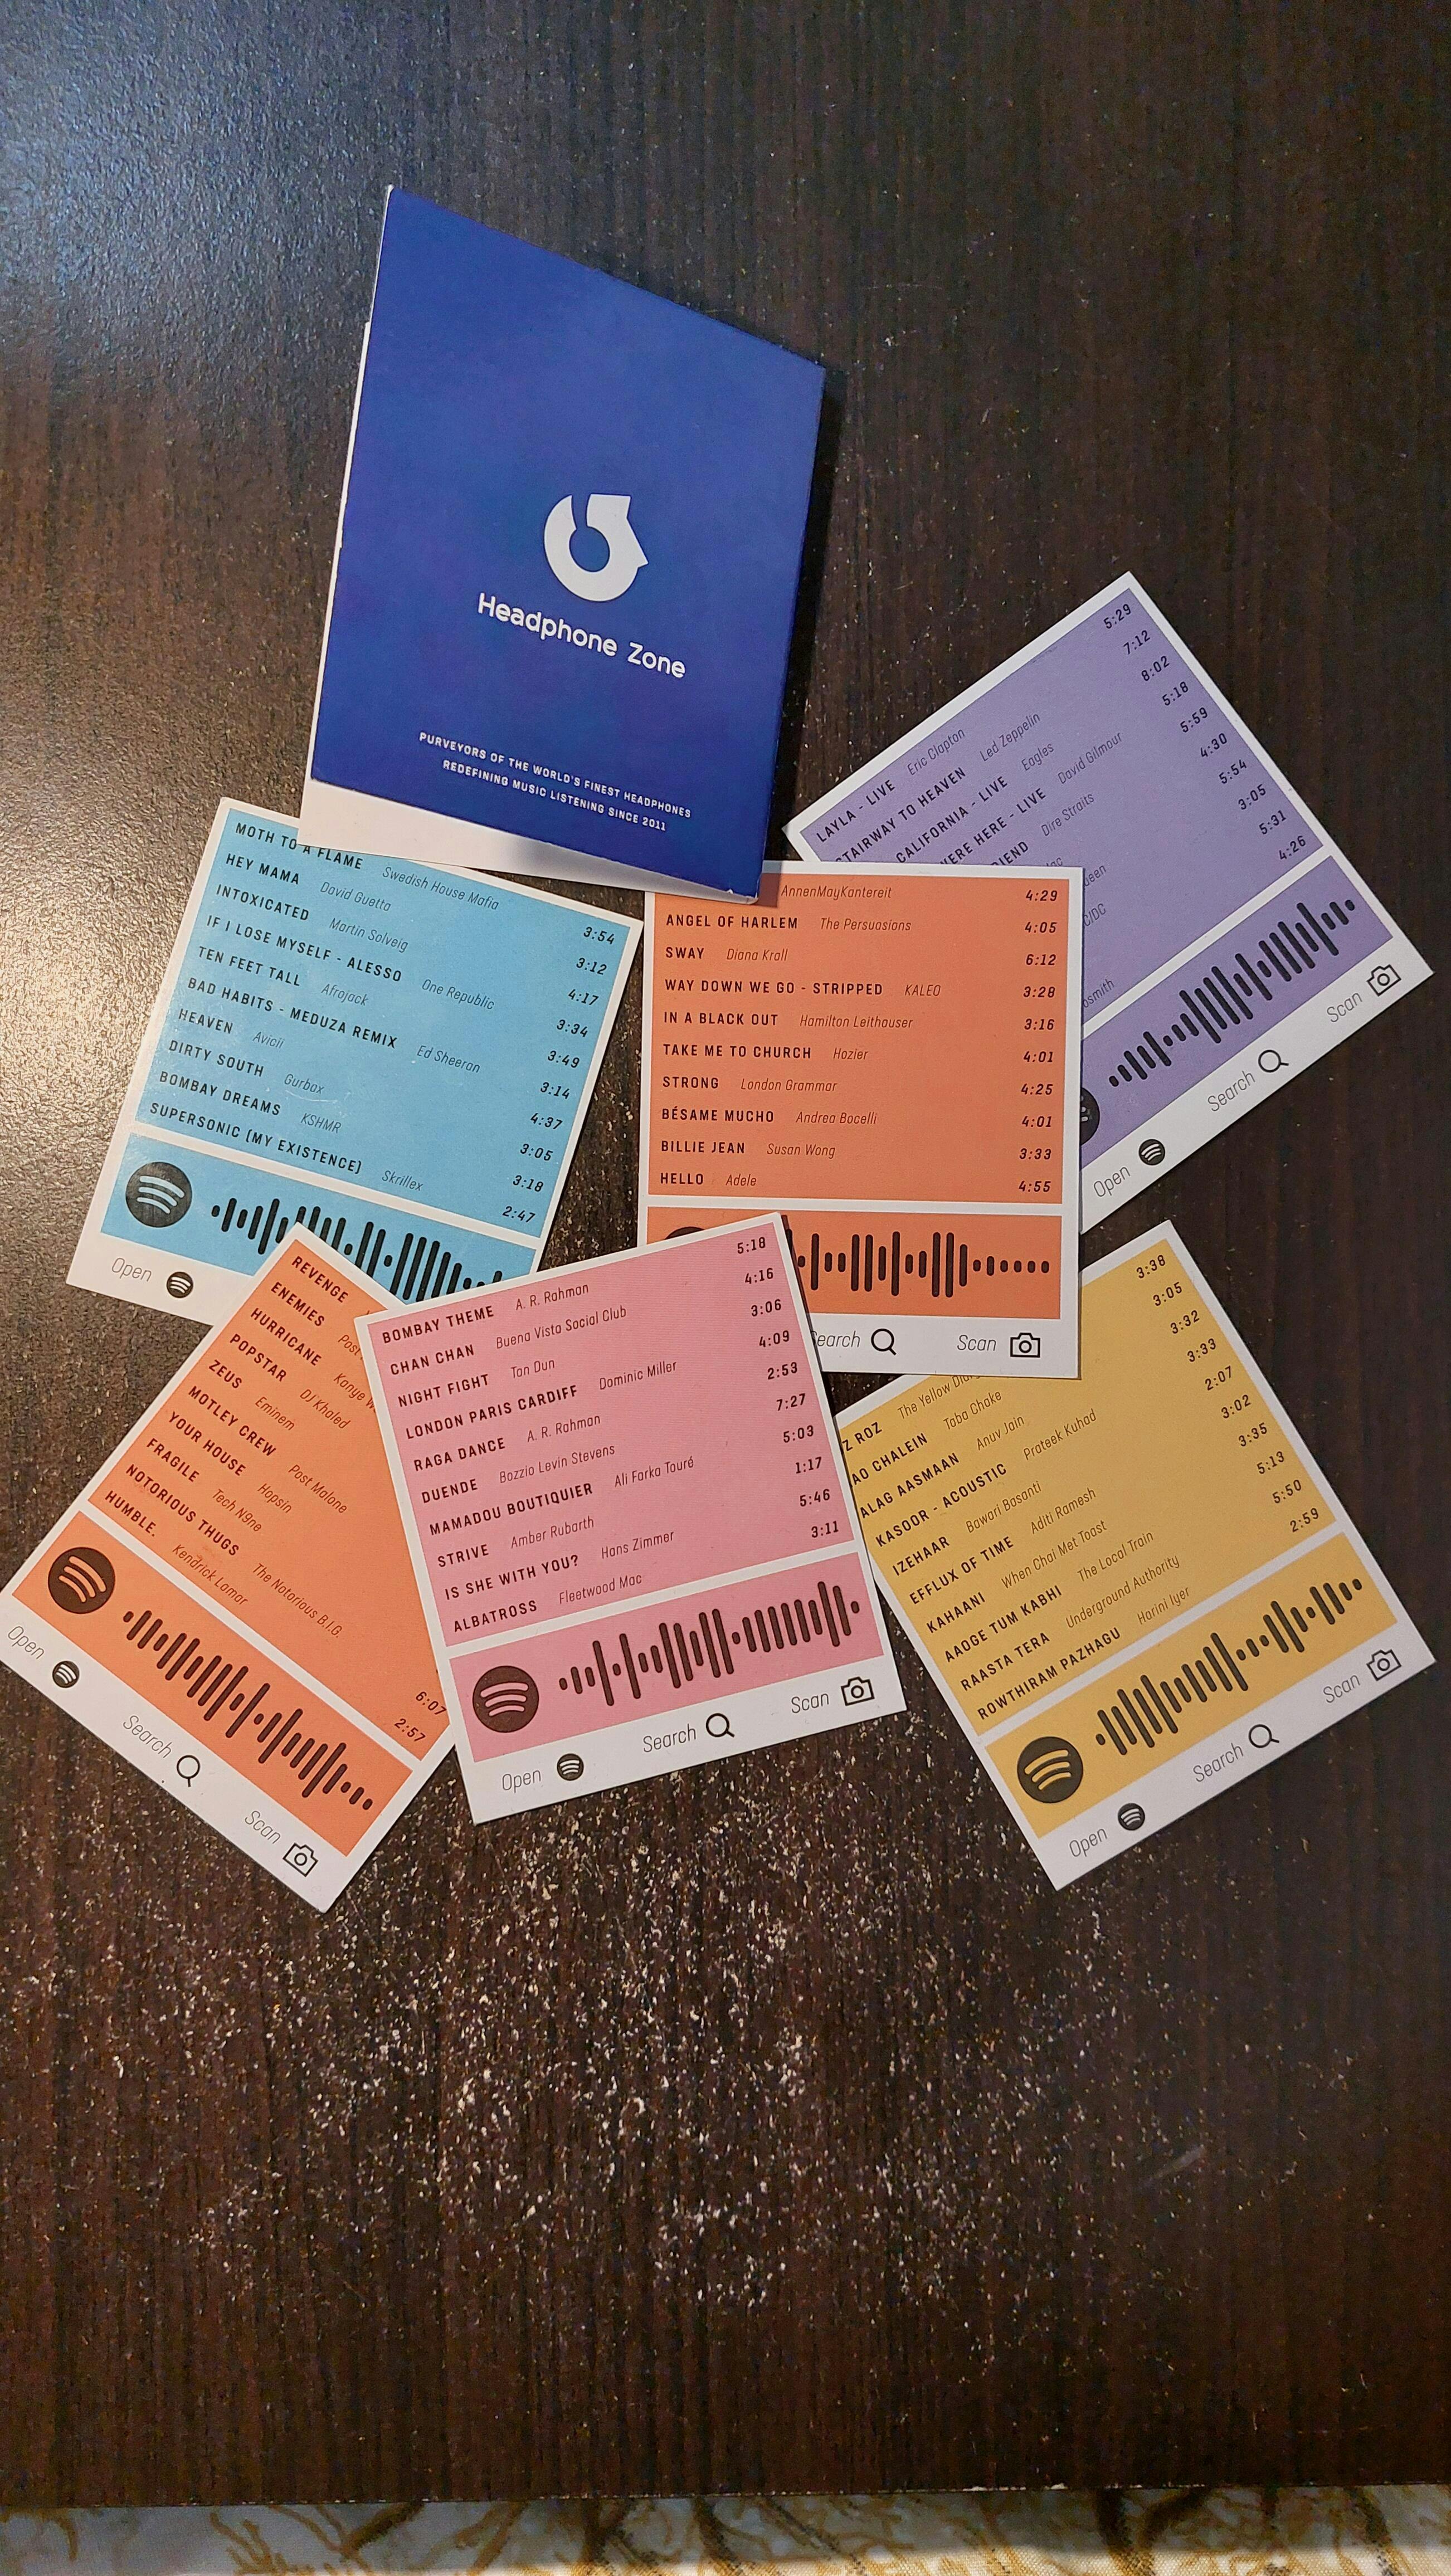 Headphone Zone
PURVEYORS OF THE WORLD'S FINEST HEADPHONES
REDEFINING MUSIC LISTENING SINCE 2011
LAYLA - LIVE Eric Clapton 5:29
STAIRWAY TO HEAVEN Led Zeppelin 7:12
CALIFORNIA - LIVE Eagles 8:02
HERE - LIVE David Gilmour 5:18
Dire Straits 5:59
4:30
5:54
3:05
5:31
4:26
Open
Search
Scan
MOTH TO A FLAME Swedish House Mafia 3:54
HEY MAMA David Guetta 3:12
INTOXICATED Martin Solveig 4:17
IF I LOSE MYSELF - ALESSO One Republic 3:34
TEN FEET TALL Afrojack 3:49
BAD HABITS - MEDUZA REMIX Ed Sheeran 3:14
HEAVEN Avicii 4:37
DIRTY SOUTH Gurbax 3:05
BOMBAY DREAMS KSHMR 3:18
SUPERSONIC (MY EXISTENCE) Skrillex 2:47
Open
AnnenMayKantereit 4:29
ANGEL OF HARLEM The Persuasions 4:05
SWAY Diana Krall 6:12
WAY DOWN WE GO - STRIPPED KALEO 3:28
IN A BLACK OUT Hamilton Leithauser 3:16
TAKE ME TO CHURCH Hozier 4:01
STRONG London Grammar 4:25
BÉSAME MUCHO Andrea Bocelli 4:01
BILLIE JEAN Susan Wong 3:33
HELLO Adele 4:55
Search
Scan
REVENGE
ENEMIES Post
HURRICANE Kanye W
POPSTAR DJ Khaled
ZEUS Eminem
MOTLEY CREW Post Malone
YOUR HOUSE Hopsin
FRAGILE Tech N9ne
NOTORIOUS THUGS The Notorious B.I.G. 6:07
HUMBLE. Kendrick Lamar 2:57
Open
Search
Scan
BOMBAY THEME A. R. Rahman 5:18
CHAN CHAN Buena Vista Social Club 4:16
NIGHT FIGHT Tan Dun 3:06
LONDON PARIS CARDIFF Dominic Miller 4:09
RAGA DANCE A. R. Rahman 2:53
DUENDE Bozzio Levin Stevens 7:27
MAMADOU BOUTIQUIER Ali Farka Touré 5:03
STRIVE Amber Rubarth 1:17
IS SHE WITH YOU? Hans Zimmer 5:46
ALBATROSS Fleetwood Mac 3:11
Open
Search
Scan
Z ROZ The Yellow 3:38
AO CHALEIN Taba Chake 3:05
ALAG AASMAAN Anuv Jain 3:32
KASOOR - ACOUSTIC Prateek Kuhad 3:33
IZEHAAR Bawari Basanti 2:07
EFFLUX OF TIME Aditi Ramesh 3:02
KAHAANI When Chai Met Toast 3:35
AAOGE TUM KABHI The Local Train 5:13
RAASTA TERA Underground Authority 5:50
ROWTHIRAM PAZHAGU Harini Iyer 2:59
Open
Search
Scan